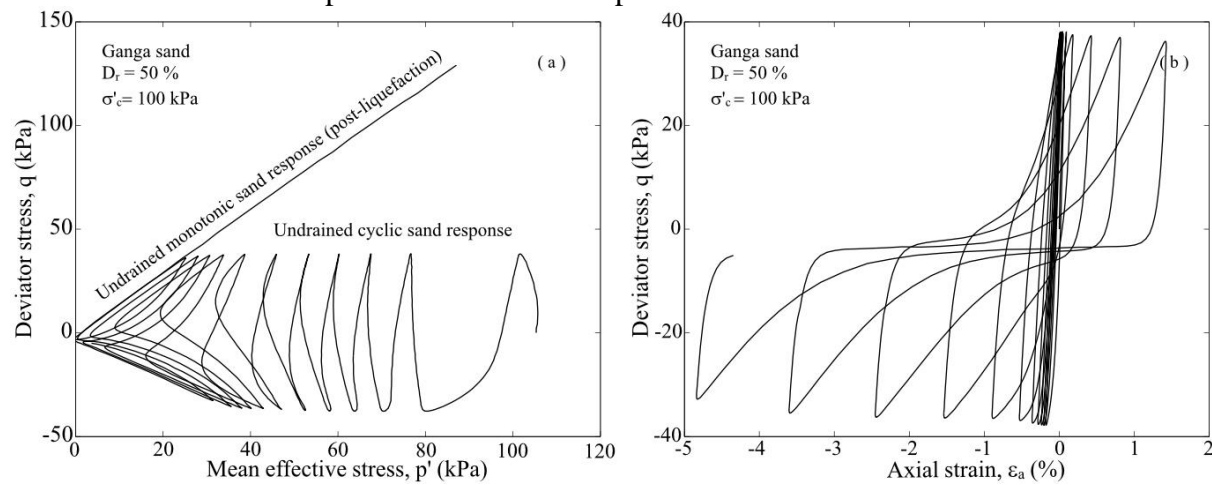 150
100
50
0
-50
0
20
40
60
80
100
120
Deviator stress, q (kPa)
Mean effective stress, p' (kPa)
Ganga sand
Dr = 50 %
σ'c= 100 kPa
( a )
Undrained monotonic sand response (post-liquefaction)
Undrained cyclic sand response
40
20
0
-20
-40
-5
-4
-3
-2
-1
0
1
2
Deviator stress, q (kPa)
Axial strain, εa (%)
Ganga sand
Dr = 50 %
σ'c= 100 kPa
( b )